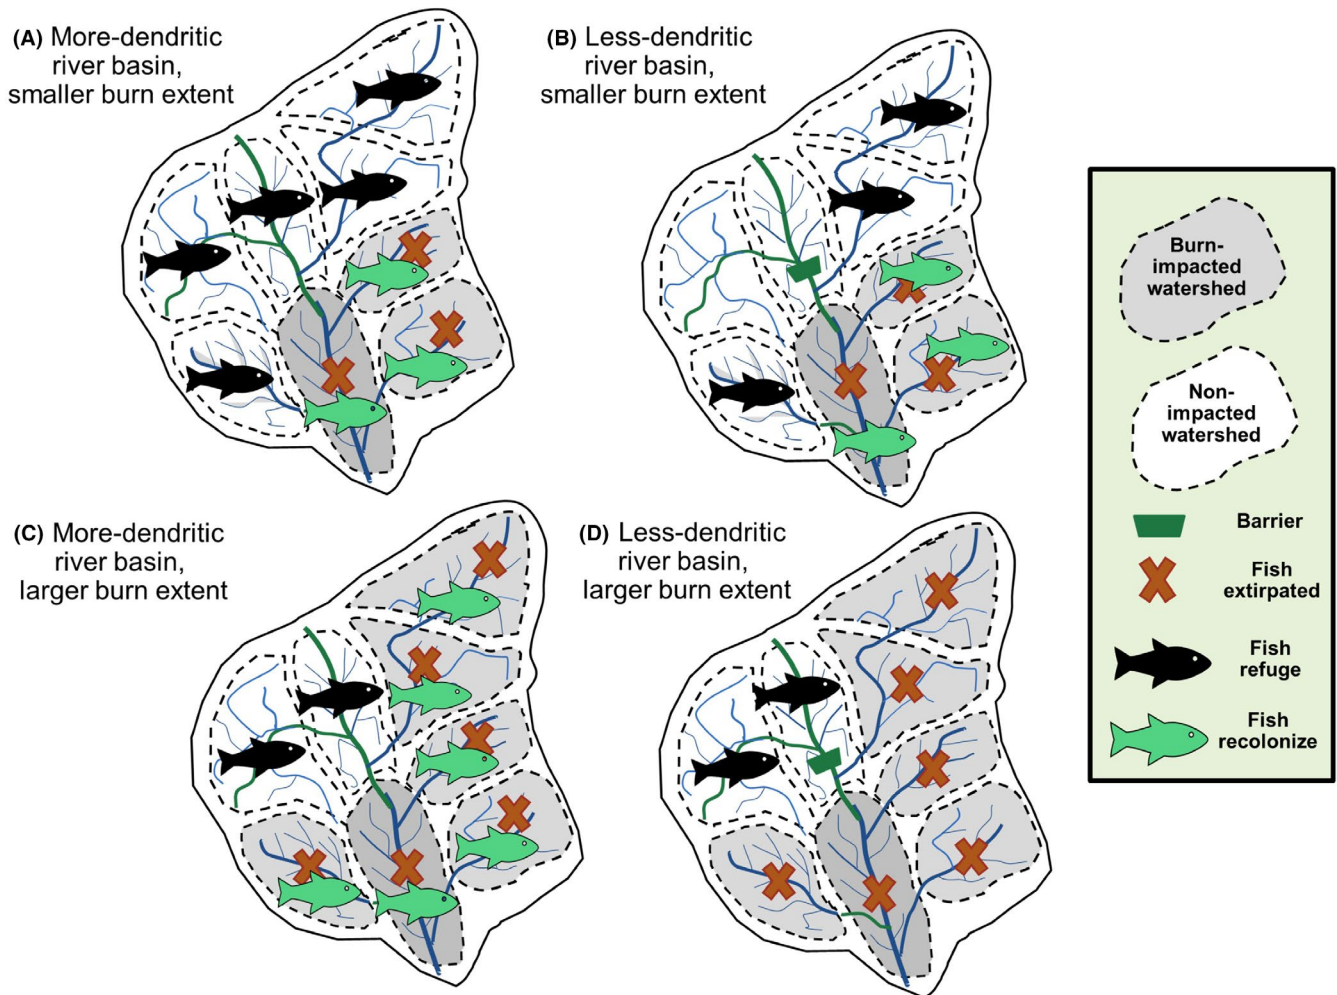 (A) More-dendritic
river basin,
smaller burn extent
(B) Less-dendritic
river basin,
smaller burn extent
(C) More-dendritic
river basin,
larger burn extent
(D) Less-dendritic
river basin,
larger burn extent
Burn-
impacted
watershed
Non-
impacted
watershed
Barrier
Fish
extirpated
Fish
refuge
Fish
recolonize